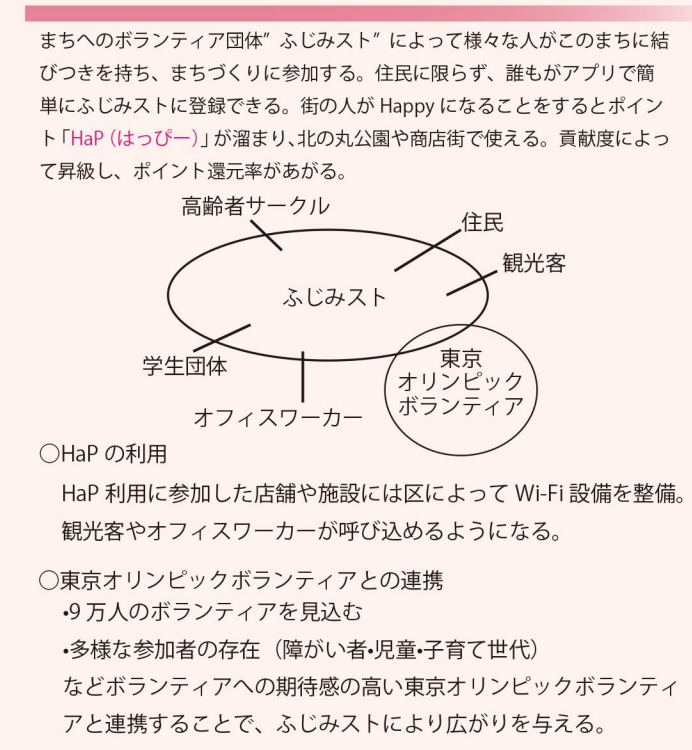 まちへのボランティア団体”ふじみスト”によって様々な人がこのまちに結
びつきを持ち、まちづくりに参加する。住民に限らず、誰もがアプリで簡
単にふじみストに登録できる。街の人が Happy になることをするとポイン
ト「HaP（はっぴー）」が溜まり、北の丸公園や商店街で使える。貢献度によっ
て昇級し、ポイント還元率があがる。
高齢者サークル
住民
観光客
ふじみスト
学生団体
オフィスワーカー
東京
オリンピック
ボランティア
○HaP の利用
HaP 利用に参加した店舗や施設には区によって Wi-Fi 設備を整備。
観光客やオフィスワーカーが呼び込めるようになる。
○東京オリンピックボランティアとの連携
・9 万人のボランティアを見込む
・多様な参加者の存在（障がい者・児童・子育て世代）
などボランティアへの期待感の高い東京オリンピックボランティ
アと連携することで、ふじみストにより広がりを与える。